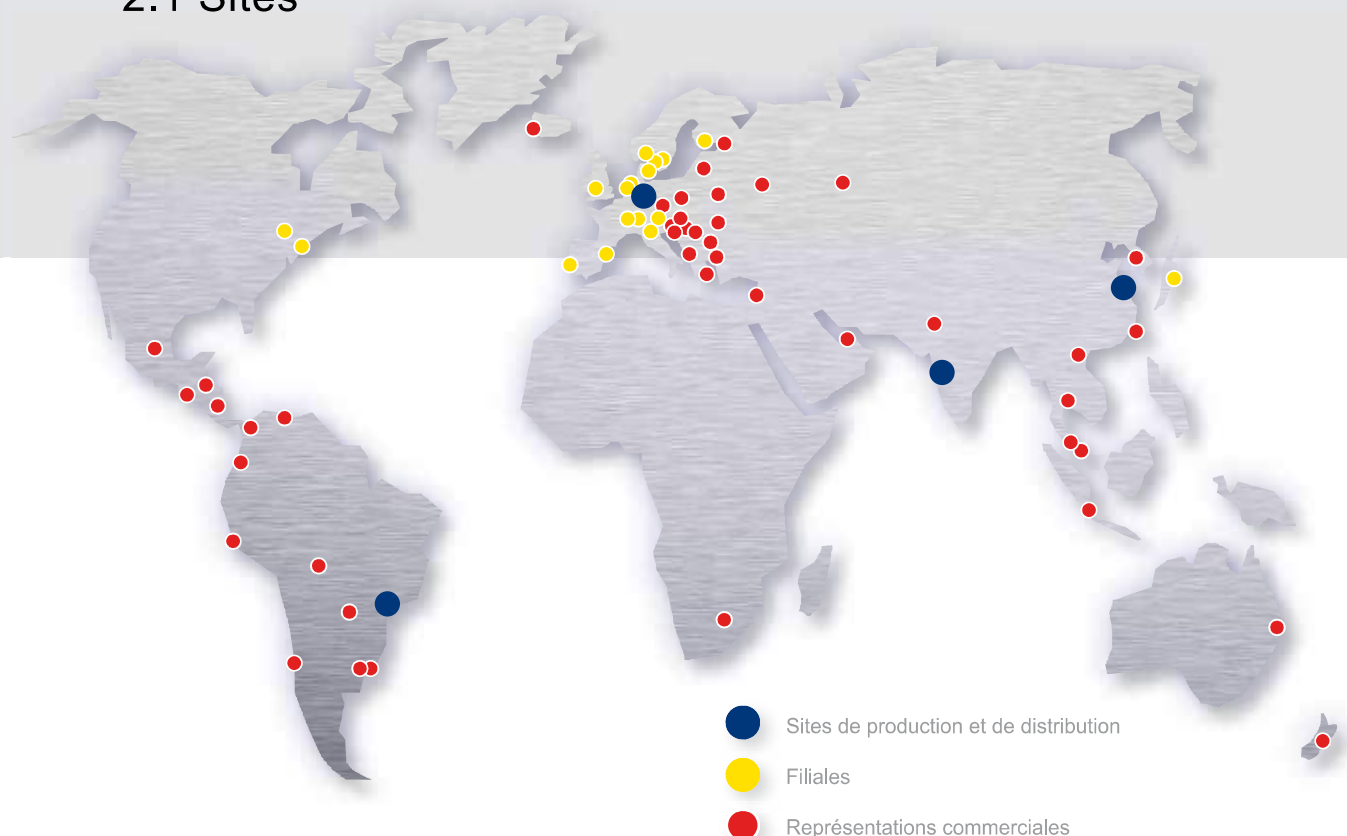 2.1 Sites
Sites de production et de distribution
Filiales
Représentations commerciales